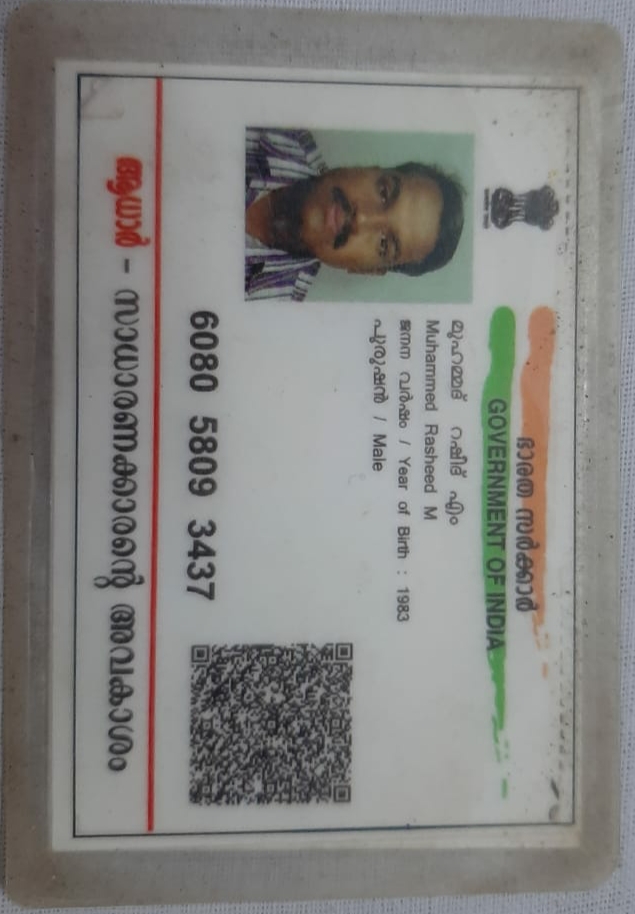 ഭാരത സർക്കാർ
GOVERNMENT OF INDIA
മുഹമ്മദ് റഷീദ് എം
Muhammed Rasheed M
ജനന വർഷം / Year of Birth : 1983
പുരുഷൻ / Male
6080 5809 3437
ആധാർ - സാധാരണക്കാരന്റെ അവകാശം